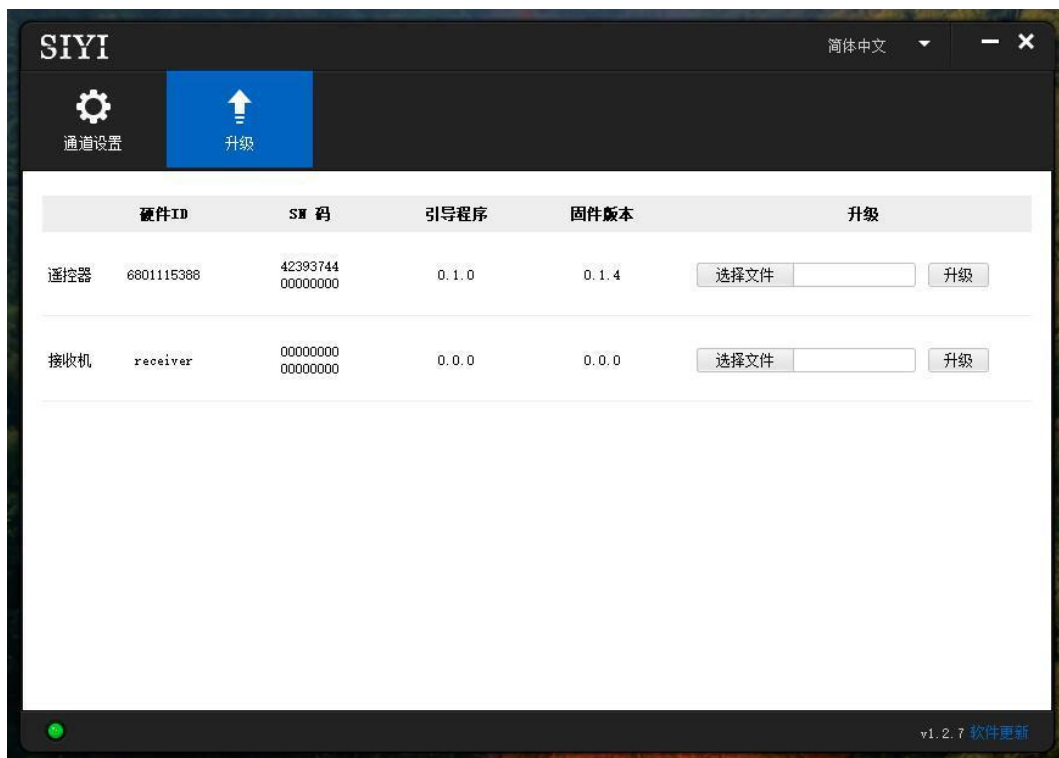 SIYI
简体中文
通道设置
升级
硬件ID SN 码 引导程序 固件版本 升级
遥控器 6801115388 42393744 0.1.0 0.1.4 选择文件 升级
00000000
接收机 receiver 00000000 0.0.0 0.0.0 选择文件 升级
00000000
v1.2.7 软件更新